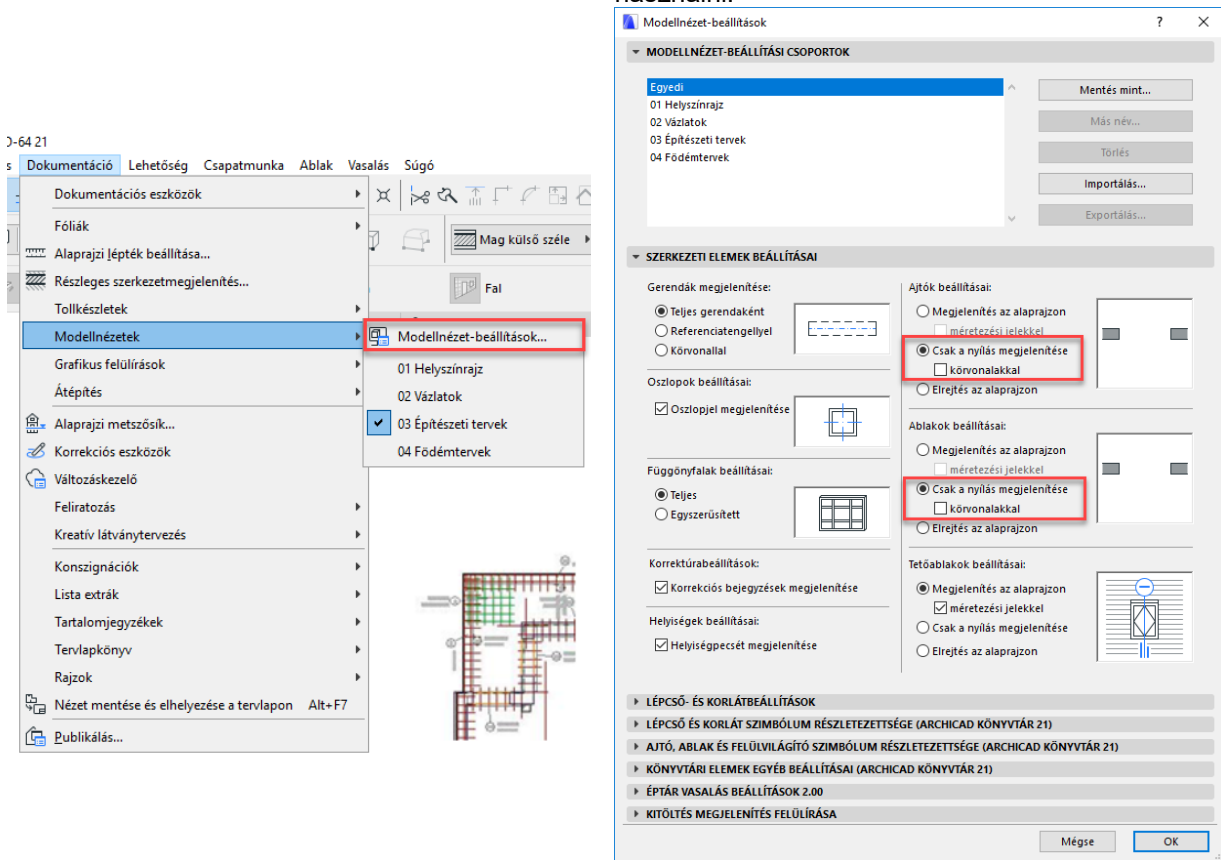 használni.
Ɔ-64 21
s Dokumentáció Lehetőség Csapatmunka Ablak Vasalás Súgó
Dokumentációs eszközök
Fóliák
Alaprajzi lépték beállítása...
Részleges szerkezetmegjelenítés...
Tollkészletek
Modellnézetek
Grafikus felülírások
Átépítés
Alaprajzi metszősík...
Korrekciós eszközök
Változáskezelő
Feliratozás
Kreatív látványtervezés
Konszignációk
Lista extrák
Tartalomjegyzékek
Tervlapkönyv
Rajzok
Nézet mentése és elhelyezése a tervlapon Alt+F7
Publikálás...
Mag külső széle
Fal
Modellnézet-beállítások...
01 Helyszínrajz
02 Vázlatok
03 Építészeti tervek
04 Födémtervek
Modellnézet-beállítások
?
MODELLNÉZET-BEÁLLÍTÁSI CSOPORTOK
Egyedi
01 Helyszínrajz
02 Vázlatok
03 Építészeti tervek
04 Födémtervek
Mentés mint...
Más név...
Törlés
Importálás...
Exportálás...
SZERKEZETI ELEMEK BEÁLLÍTÁSAI
Gerendák megjelenítése:
Teljes gerendaként
Referenciatengellyel
Körvonallal
Oszlopok beállításai:
Oszlopjel megjelenítése
Függönyfalak beállításai:
Teljes
Egyszerűsített
Korrektúrabeállítások:
Korrekciós bejegyzések megjelenítése
Helyiségek beállításai:
Helyiségpecsét megjelenítése
Ajtók beállításai:
Megjelenítés az alaprajzon
méretezési jelekkel
Csak a nyílás megjelenítése
körvonalakkal
Elrejtés az alaprajzon
Ablakok beállításai:
Megjelenítés az alaprajzon
méretezési jelekkel
Csak a nyílás megjelenítése
körvonalakkal
Elrejtés az alaprajzon
Tetőablakok beállításai:
Megjelenítés az alaprajzon
méretezési jelekkel
Csak a nyílás megjelenítése
Elrejtés az alaprajzon
LÉPCSŐ- ÉS KORLÁTBEÁLLÍTÁSOK
LÉPCSŐ ÉS KORLÁT SZIMBÓLUM RÉSZLETEZETTSÉGE (ARCHICAD KÖNYVTÁR 21)
AJTÓ, ABLAK ÉS FELÜLVILÁGÍTÓ SZIMBÓLUM RÉSZLETEZETTSÉGE (ARCHICAD KÖNYVTÁR 21)
KÖNYVTÁRI ELEMEK EGYÉB BEÁLLÍTÁSAI (ARCHICAD KÖNYVTÁR 21)
ÉPTÁR VASALÁS BEÁLLÍTÁSOK 2.00
KITÖLTÉS MEGJELENÍTÉS FELÜLÍRÁSA
Mégse
OK